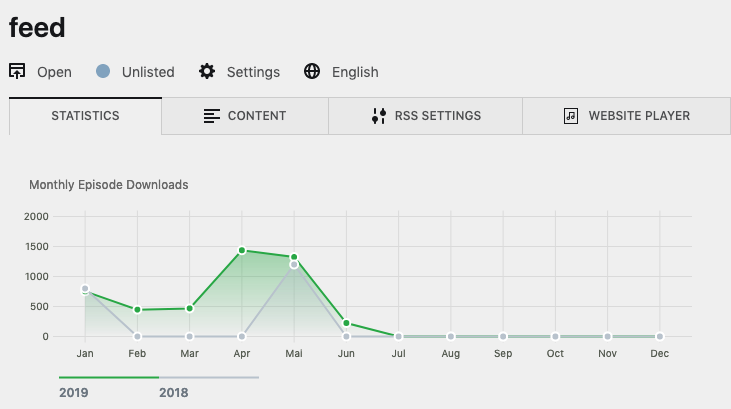 feed
Open Unlisted Settings English
STATISTICS CONTENT RSS SETTINGS WEBSITE PLAYER
Monthly Episode Downloads
2000
1500
1000
500
0
Jan Feb Mar Apr Mai Jun Jul Aug Sep Oct Nov Dec
2019 2018